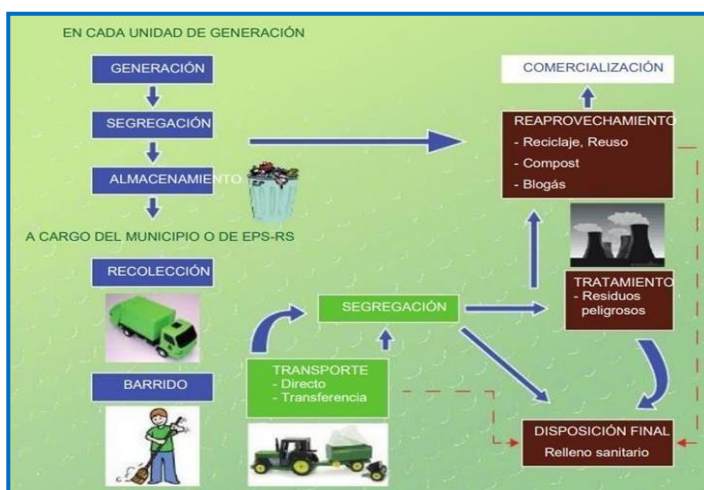 EN CADA UNIDAD DE GENERACIÓN
GENERACIÓN
SEGREGACIÓN
ALMACENAMIENTO
A CARGO DEL MUNICIPIO O DE EPS-RS
RECOLECCIÓN
BARRIDO
SEGREGACIÓN
TRANSPORTE
- Directo
- Transferencia
COMERCIALIZACIÓN
REAPROVECHAMIENTO
- Reciclaje, Reuso
- Compost
- Blogás
TRATAMIENTO
- Residuos
peligrosos
DISPOSICIÓN FINAL
Relleno sanitario